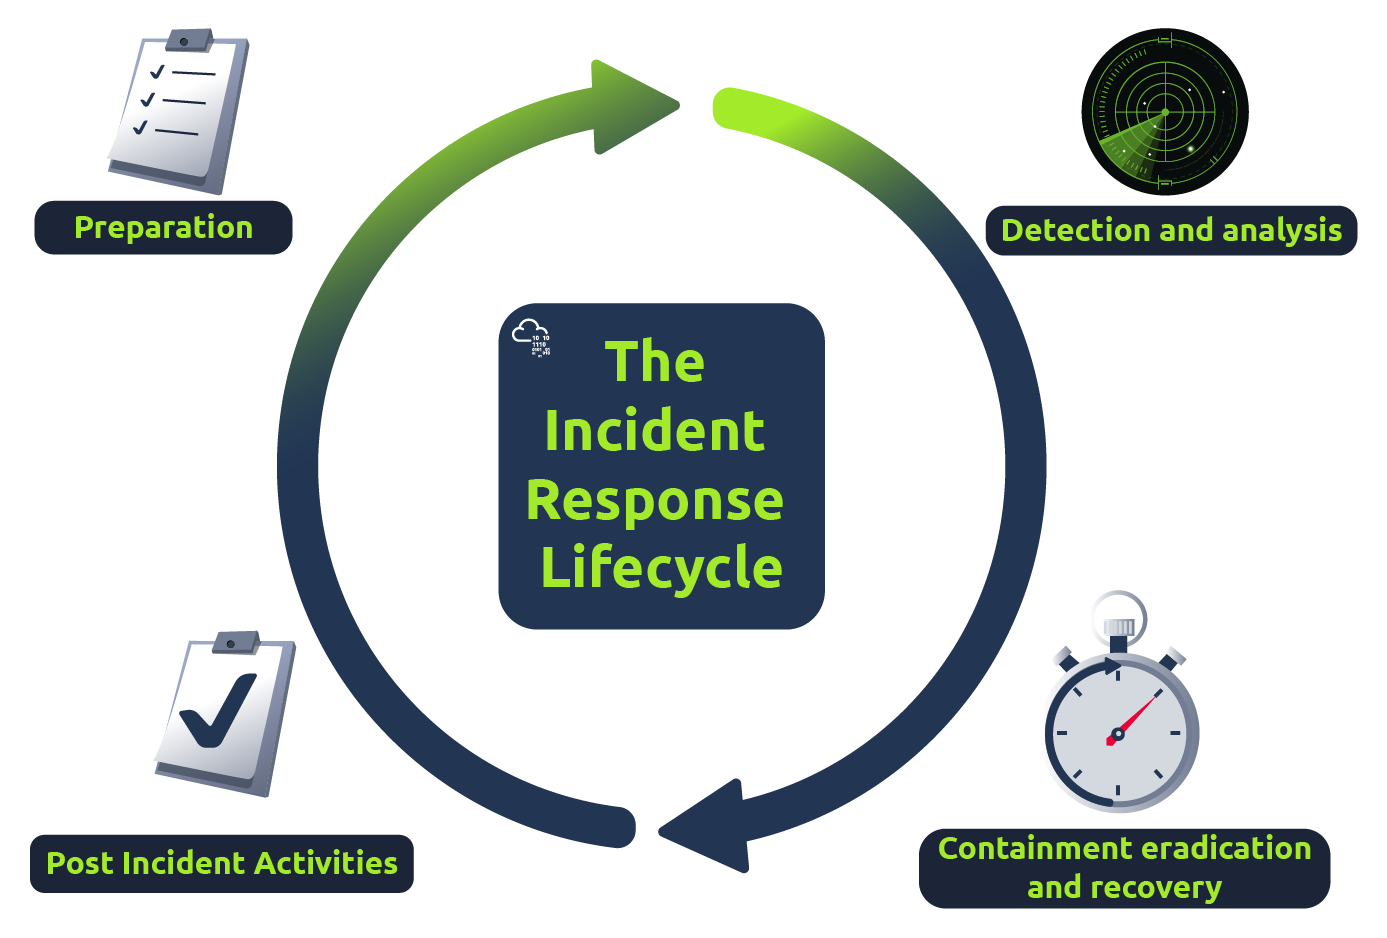 Preparation
Detection and analysis
The
Incident
Response
Lifecycle
Post Incident Activities
Containment eradication
and recovery